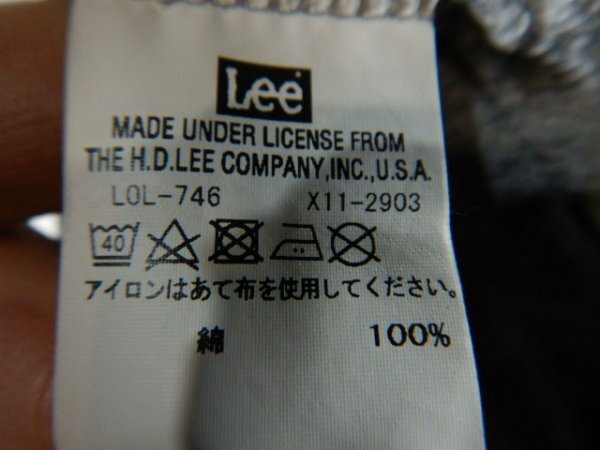 Lee
MADE UNDER LICENSE FROM
THE H.D.LEE COMPANY,INC.,U.S.A.
LOL-746 X11-2903
40
アイロンはあて布を使用してください。
綿 100%